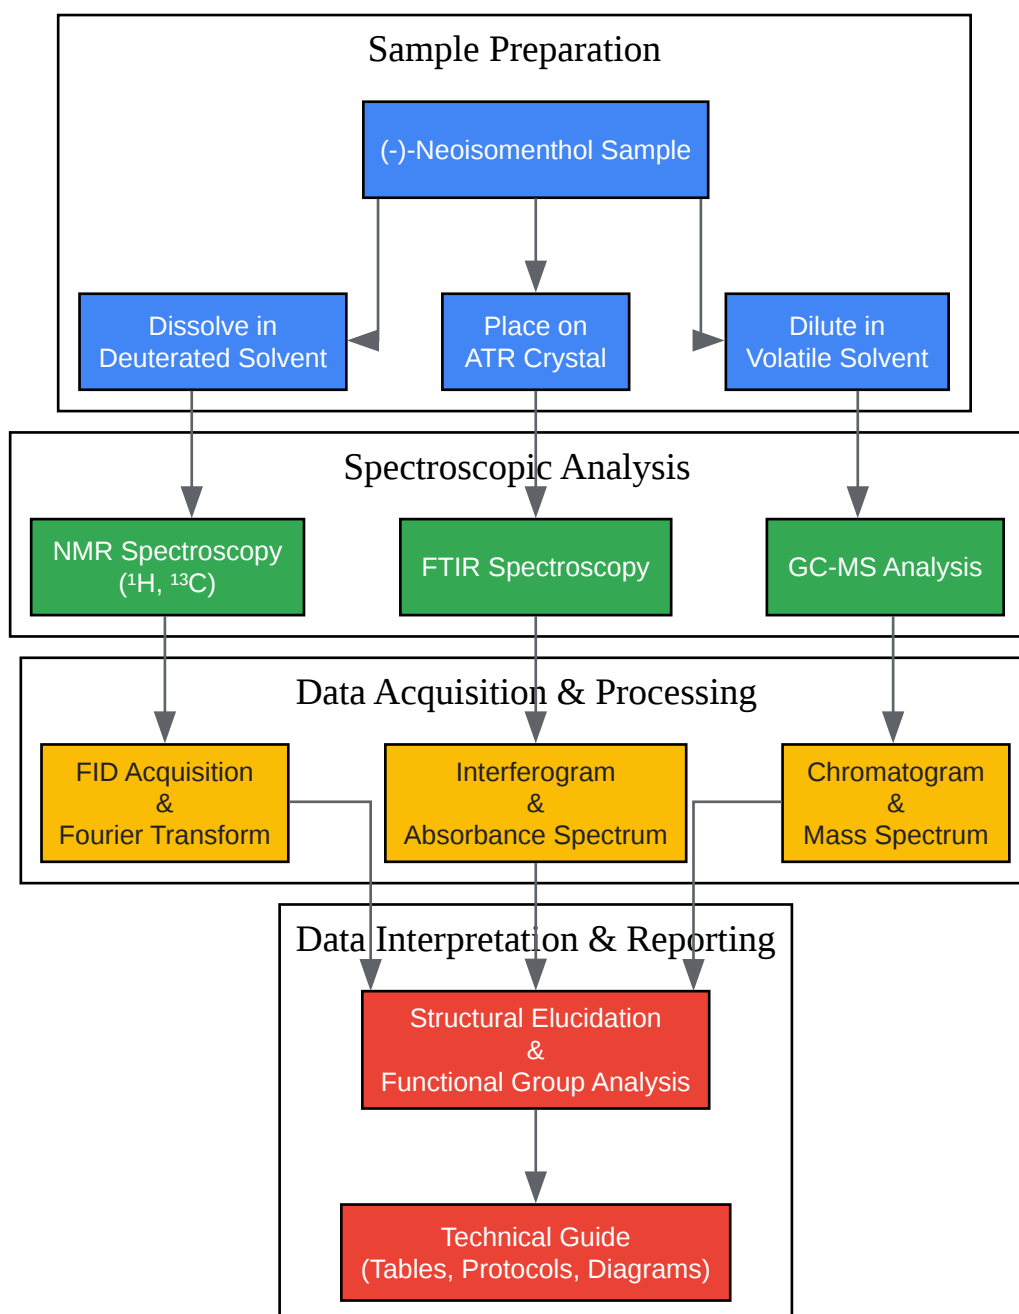 Sample Preparation
(-)-Neoisomenthol Sample
Dissolve in
Deuterated Solvent
Place on
ATR Crystal
Dilute in
Volatile Solvent
Spectroscopic Analysis
NMR Spectroscopy
(¹H, ¹³C)
FTIR Spectroscopy
GC-MS Analysis
Data Acquisition & Processing
FID Acquisition
&
Fourier Transform
Interferogram
&
Absorbance Spectrum
Chromatogram
&
Mass Spectrum
Data Interpretation & Reporting
Structural Elucidation
&
Functional Group Analysis
Technical Guide
(Tables, Protocols, Diagrams)